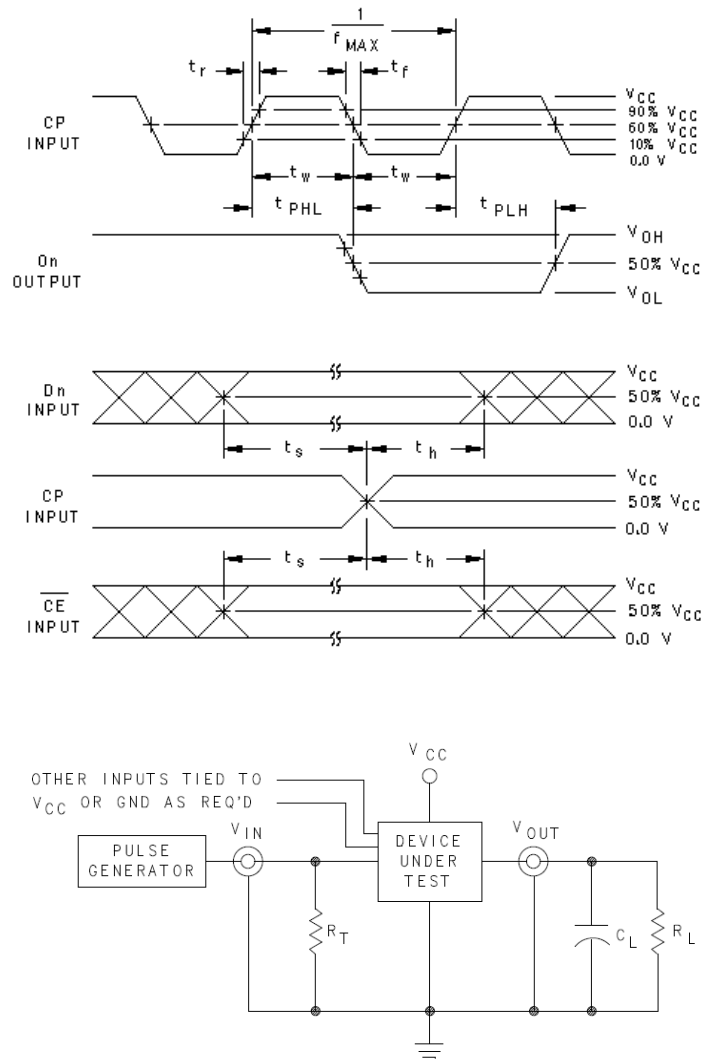 1
f MAX
t r
t f
V CC
90% V CC
60% V CC
10% V CC
0.0 V
CP
INPUT
t w
t w
t PHL
t PLH
V OH
50% V CC
V OL
On
OUTPUT
Dn
INPUT
V CC
50% V CC
0.0 V
t s
t h
CP
INPUT
V CC
50% V CC
0.0 V
t s
t h
CE
INPUT
V CC
50% V CC
0.0 V
V CC
OTHER INPUTS TIED TO
V CC OR GND AS REQ'D
V IN
V OUT
PULSE
GENERATOR
DEVICE
UNDER
TEST
R T
C L
R L